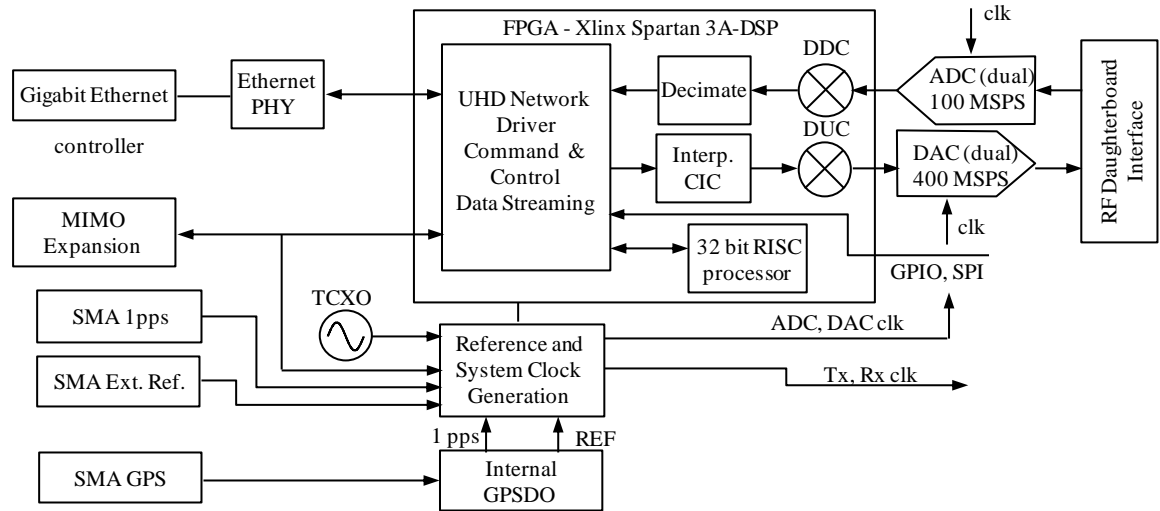 FPGA - Xlinx Spartan 3A-DSP
clk
Gigabit Ethernet
controller
Ethernet
PHY
UHD Network
Driver
Command &
Control
Data Streaming
Decimate
DDC
ADC (dual)
100 MSPS
RF Daughterboard
Interface
Interp.
CIC
DUC
DAC (dual)
400 MSPS
clk
MIMO
Expansion
32 bit RISC
processor
GPIO, SPI
SMA 1pps
TCXO
Reference and
System Clock
Generation
ADC, DAC clk
SMA Ext. Ref.
Tx, Rx clk
1 pps
REF
SMA GPS
Internal
GPSDO